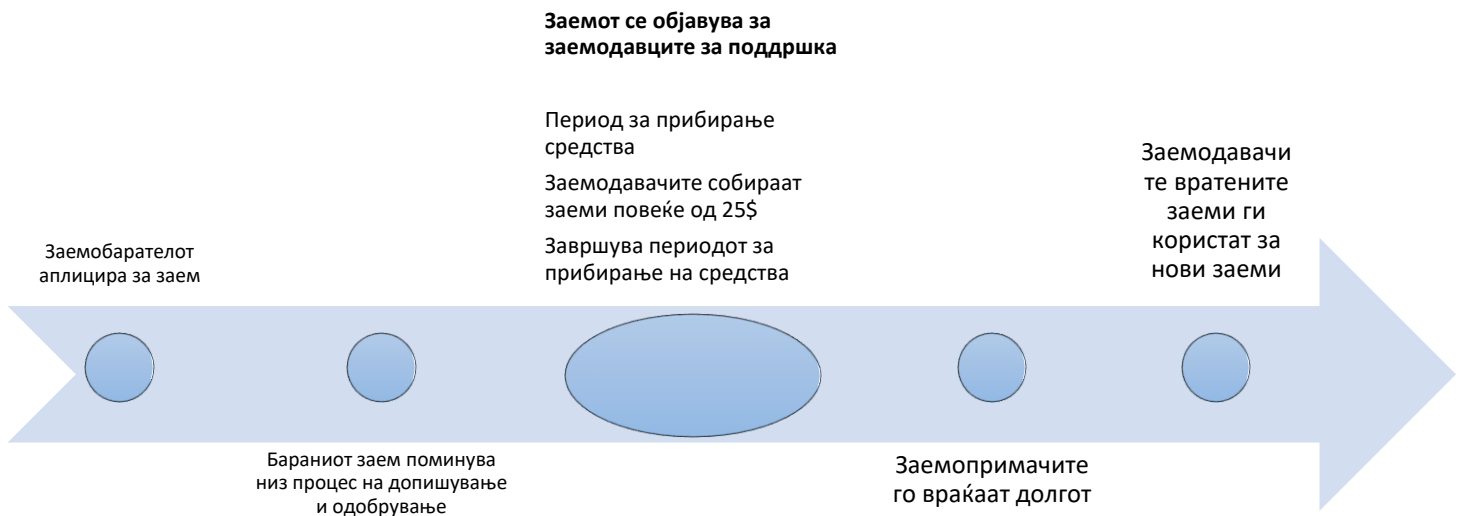 Заемот се објавува за
заемодавците за поддршка
Период за прибирање
средства
Заемодавачите собираат
заеми повеќе од 25$
Завршува периодот за
прибирање на средства
Заемодавачи
те вратените
заеми ги
користат за
нови заеми
Заемобарателот
аплицира за заем
Бараниот заем поминува
низ процес на допишување
и одобрување
Заемопримачите
го враќаат долгот